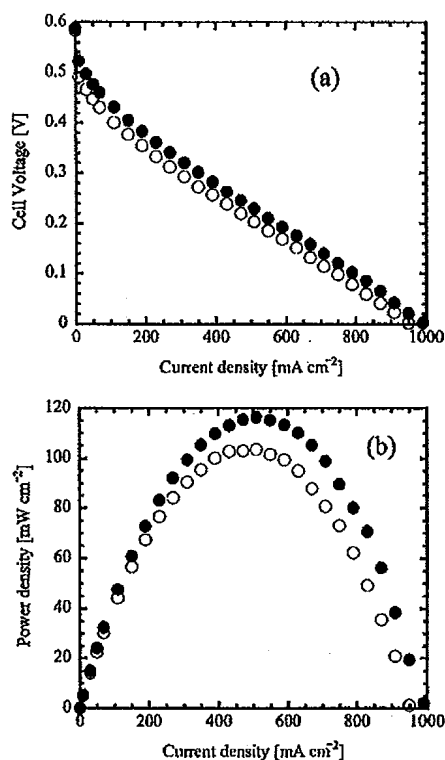 0.6
0.5
0.4
0.3
0.2
0.1
0
Cell Voltage [V]
(a)
0 200 400 600 800 1000
Current density [mA cm⁻²]
120
100
80
60
40
20
0
Power density [mW cm⁻²]
(b)
0 200 400 600 800 1000
Current density [mA cm⁻²]